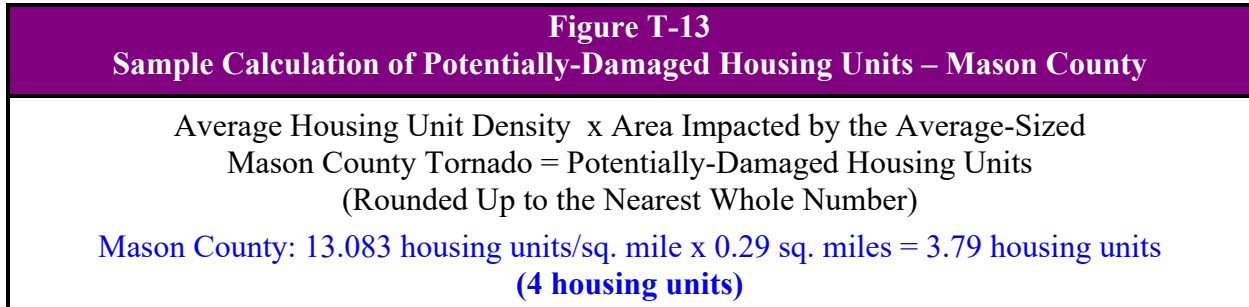 Figure T-13
Sample Calculation of Potentially-Damaged Housing Units – Mason County
Average Housing Unit Density x Area Impacted by the Average-Sized
Mason County Tornado = Potentially-Damaged Housing Units
(Rounded Up to the Nearest Whole Number)
Mason County: 13.083 housing units/sq. mile x 0.29 sq. miles = 3.79 housing units
(4 housing units)